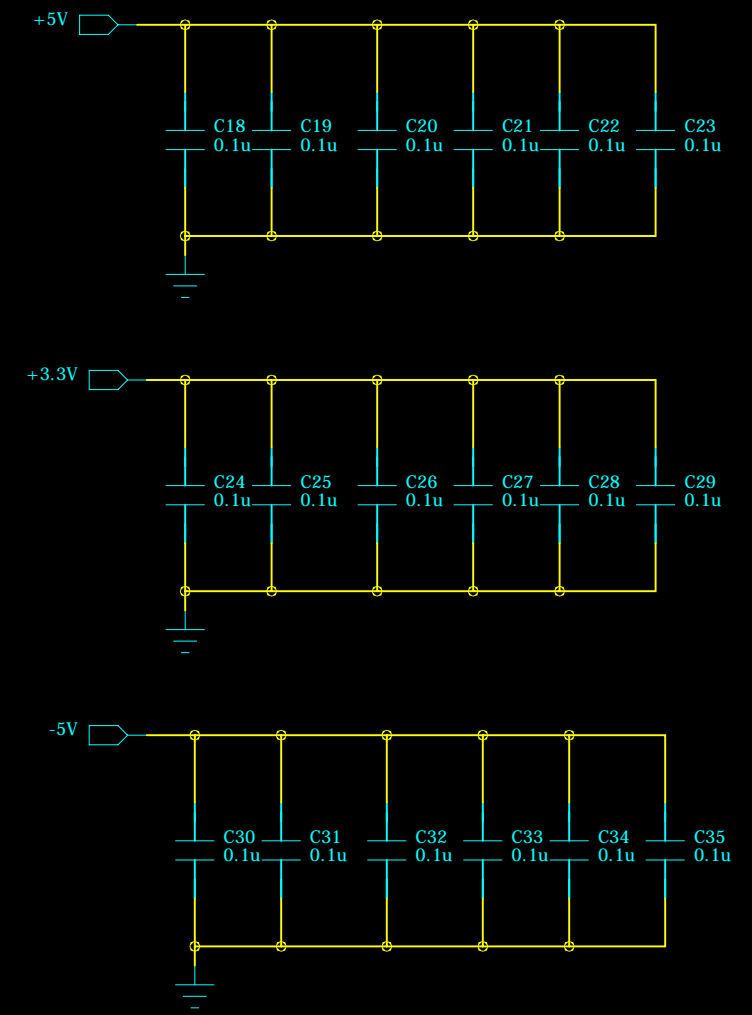 +5V
C18 C19 C20 C21 C22 C23
0.1u 0.1u 0.1u 0.1u 0.1u 0.1u
+3.3V
C24 C25 C26 C27 C28 C29
0.1u 0.1u 0.1u 0.1u 0.1u 0.1u
-5V
C30 C31 C32 C33 C34 C35
0.1u 0.1u 0.1u 0.1u 0.1u 0.1u